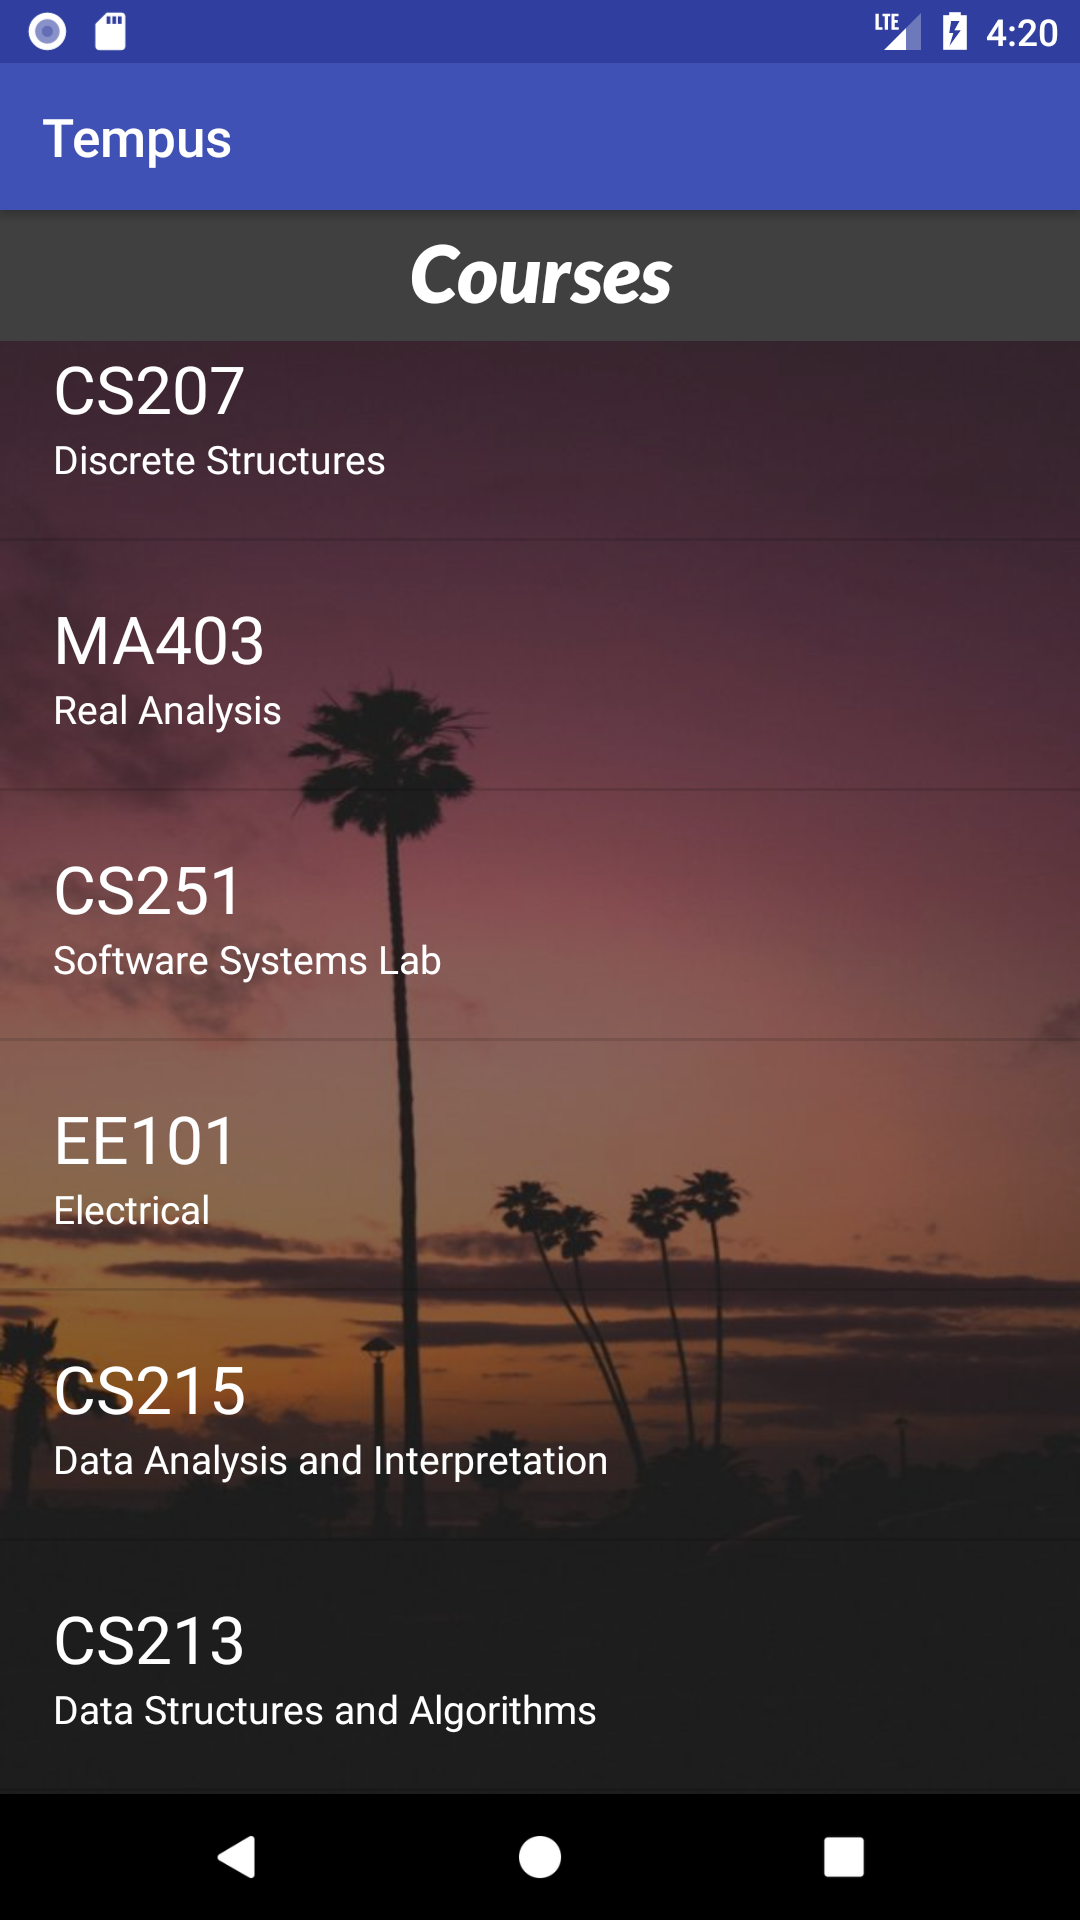 LTE 4:20
Tempus
Courses
CS207
Discrete Structures
MA403
Real Analysis
CS251
Software Systems Lab
EE101
Electrical
CS215
Data Analysis and Interpretation
CS213
Data Structures and Algorithms